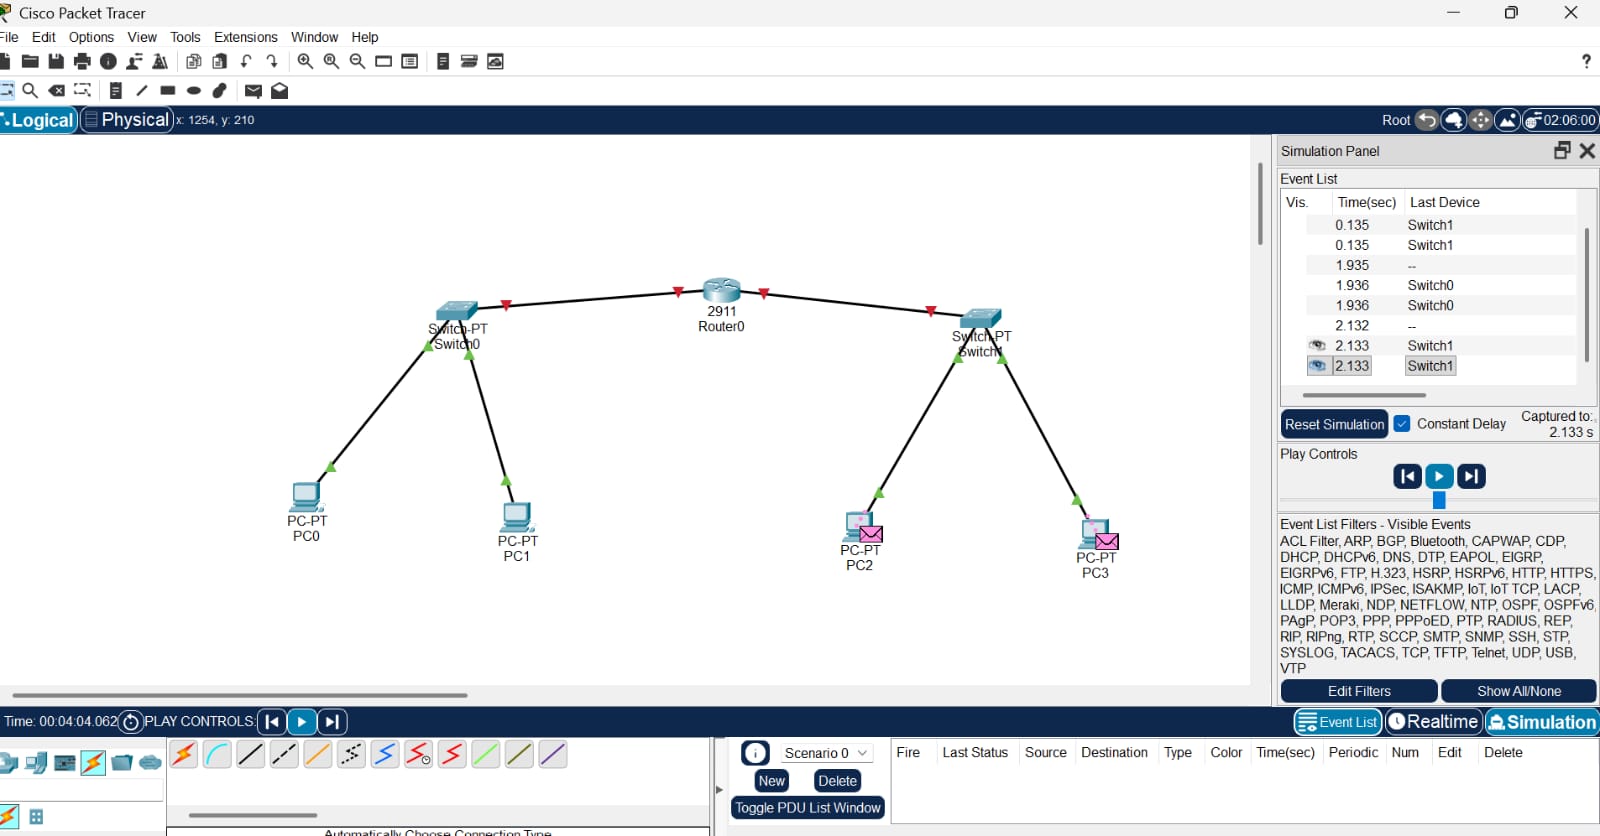 Cisco Packet Tracer
File Edit Options View Tools Extensions Window Help
?
Logical Physical x: 1254, y: 210 Root 02:06:00
Simulation Panel
Event List
Vis. Time(sec) Last Device
0.135 Switch1
0.135 Switch1
1.935 --
1.936 Switch0
1.936 Switch0
2.132 --
2.133 Switch1
2.133 Switch1
Reset Simulation Constant Delay Captured to:
2.133 s
Play Controls
Event List Filters - Visible Events
ACL Filter, ARP, BGP, Bluetooth, CAPWAP, CDP,
DHCP, DHCPv6, DNS, DTP, EAPOL, EIGRP,
EIGRPv6, FTP, H.323, HSRP, HSRPv6, HTTP, HTTPS,
ICMP, ICMPv6, IPSec, ISAKMP, IoT, IoT TCP, LACP,
LLDP, Meraki, NDP, NETFLOW, NTP, OSPF, OSPFv6,
PAgP, POP3, PPP, PPPoED, PTP, RADIUS, REP,
RIP, RIPng, RTP, SCCP, SMTP, SNMP, SSH, STP,
SYSLOG, TACACS, TCP, TFTP, Telnet, UDP, USB,
VTP
Edit Filters Show All/None
2911
Router0
Switch-PT
Switch0
Switch-PT
Switch1
PC-PT
PC0
PC-PT
PC1
PC-PT
PC2
PC-PT
PC3
Time: 00:04:04.062 PLAY CONTROLS: Event List Realtime Simulation
Scenario 0
New Delete
Toggle PDU List Window
Fire Last Status Source Destination Type Color Time(sec) Periodic Num Edit Delete
Automatically Choose Connection Type